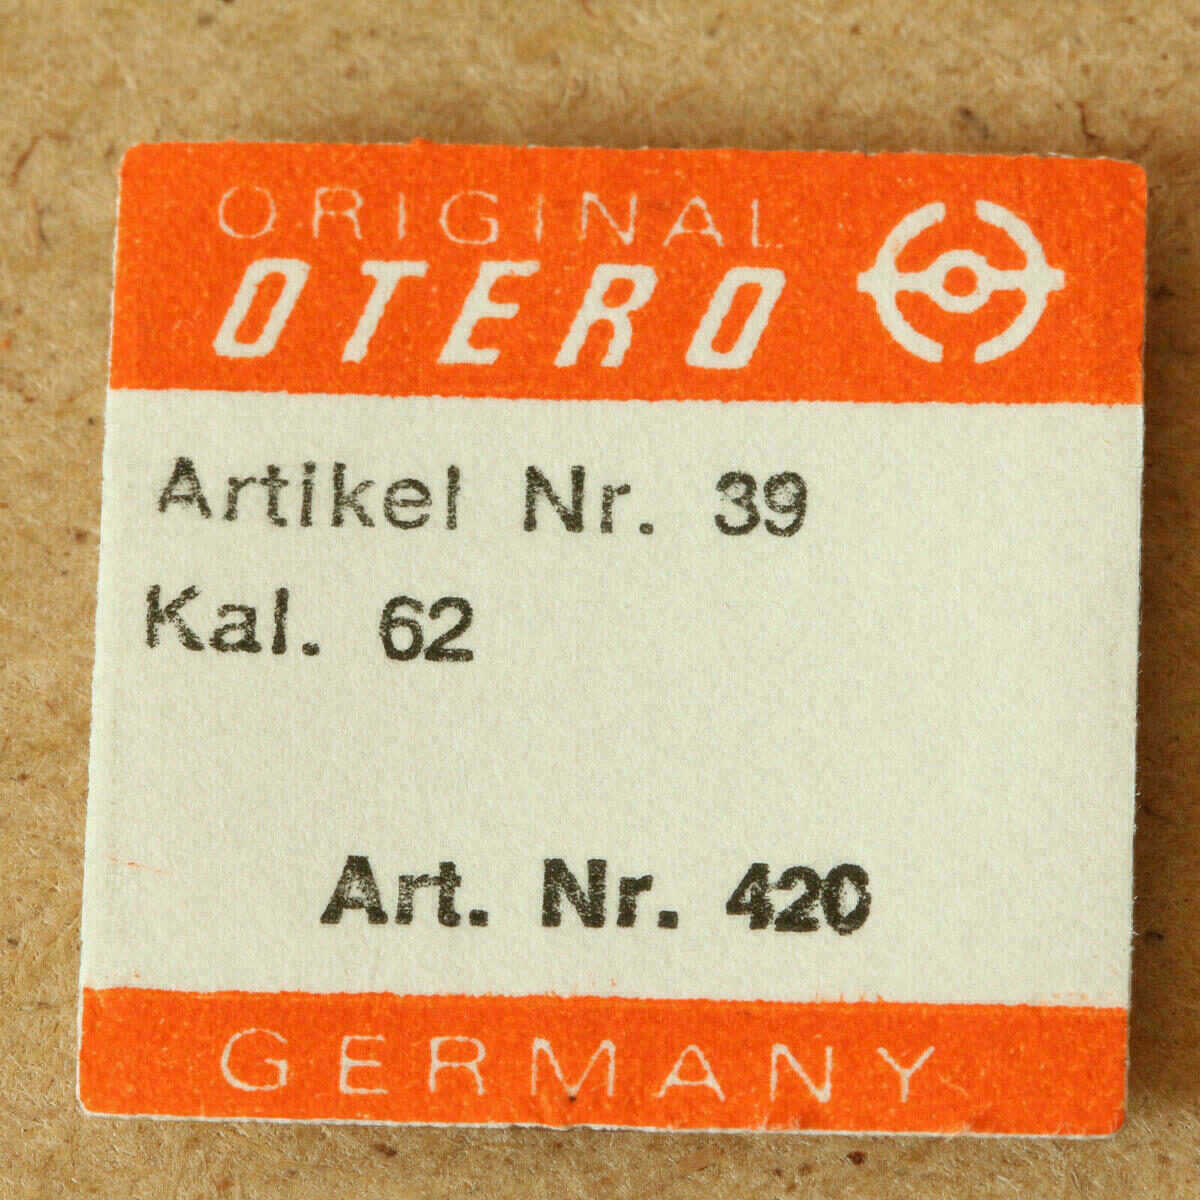 ORIGINAL
OTERO
Artikel Nr. 39
Kal. 62
Art. Nr. 420
GERMANY